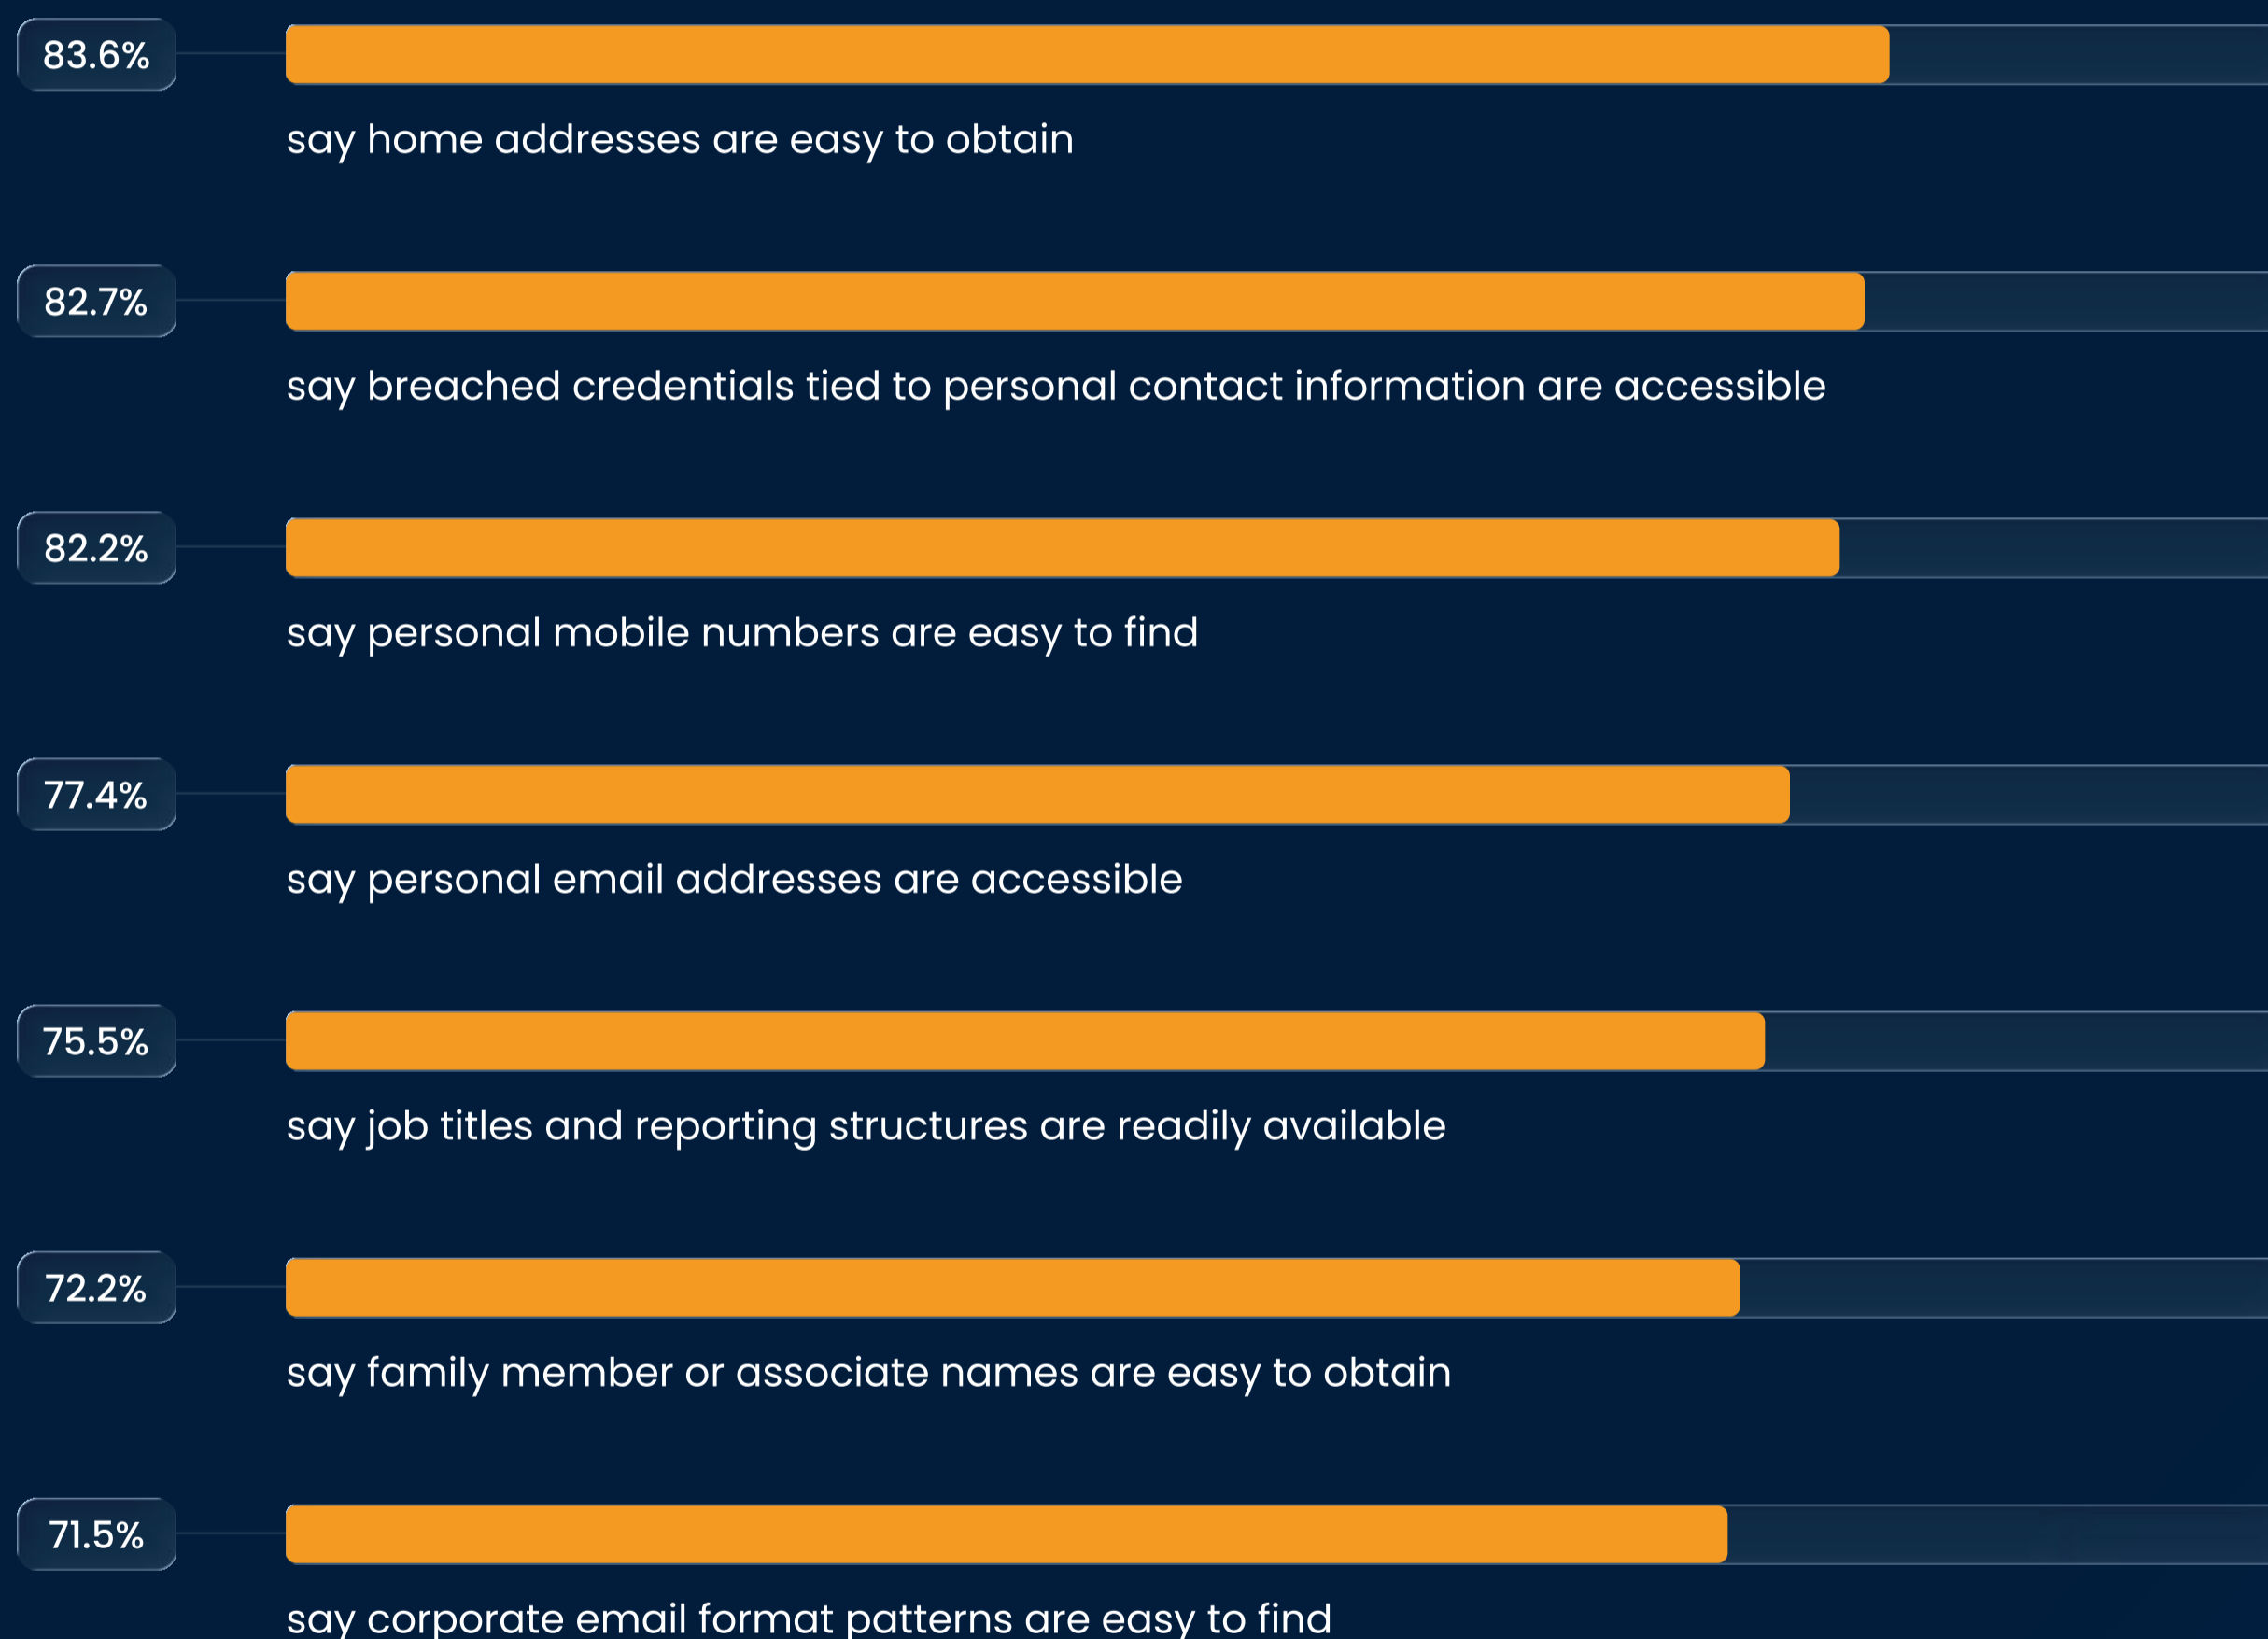 83.6%
say home addresses are easy to obtain
82.7%
say breached credentials tied to personal contact information are accessible
82.2%
say personal mobile numbers are easy to find
77.4%
say personal email addresses are accessible
75.5%
say job titles and reporting structures are readily available
72.2%
say family member or associate names are easy to obtain
71.5%
say corporate email format patterns are easy to find